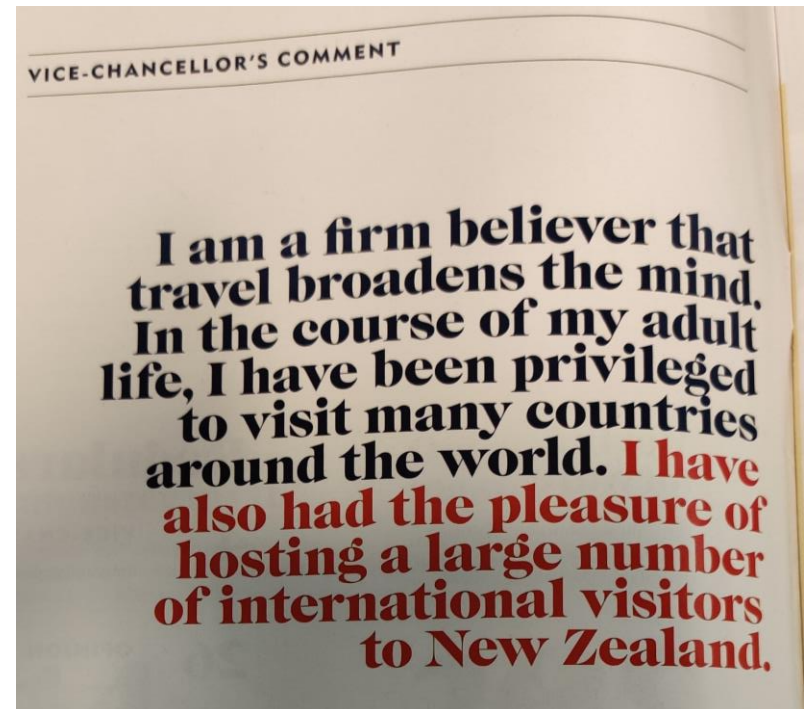 VICE-CHANCELLOR'S COMMENT
I am a firm believer that
travel broadens the mind.
In the course of my adult
life, I have been privileged
to visit many countries
around the world. I have
also had the pleasure of
hosting a large number
of international visitors
to New Zealand.